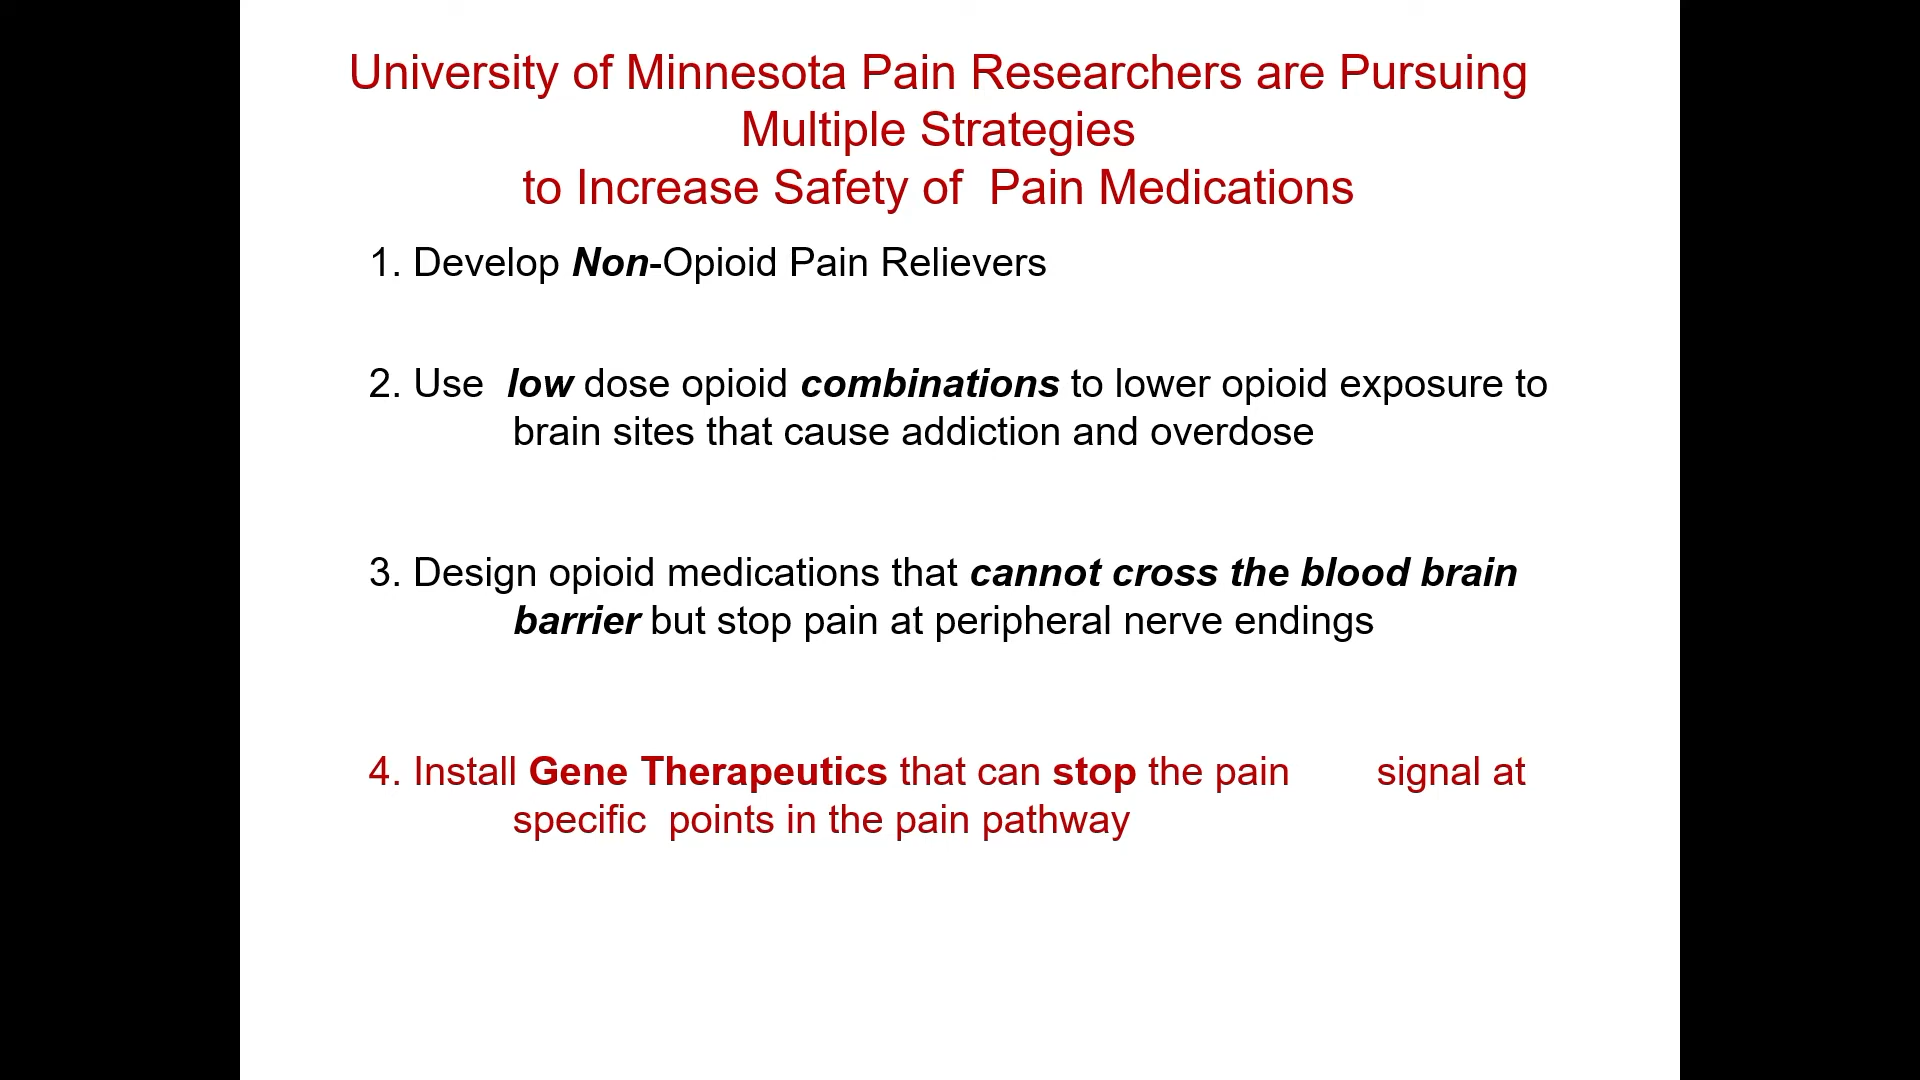 University of Minnesota Pain Researchers are Pursuing
Multiple Strategies
to Increase Safety of  Pain Medications
1. Develop Non-Opioid Pain Relievers
2. Use  low dose opioid combinations to lower opioid exposure to
brain sites that cause addiction and overdose
3. Design opioid medications that cannot cross the blood brain
barrier but stop pain at peripheral nerve endings
4. Install Gene Therapeutics that can stop the pain        signal at
specific  points in the pain pathway